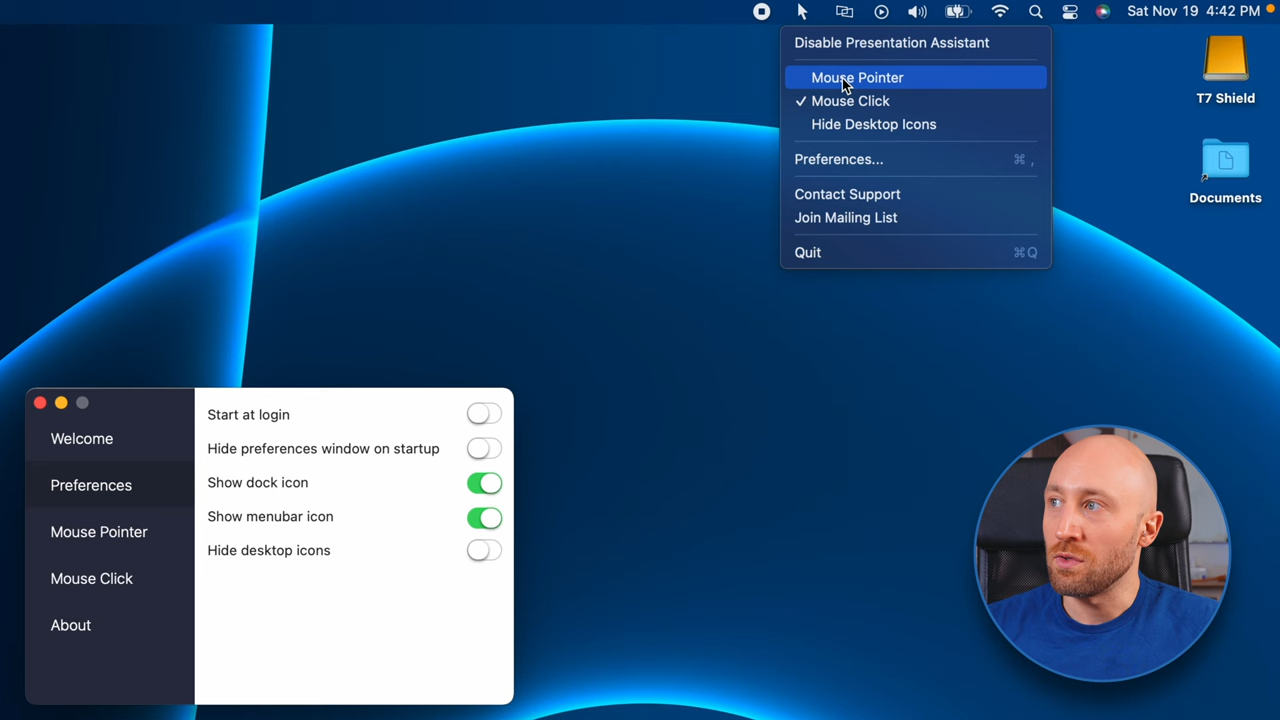 Sat Nov 19 4:42 PM
Disable Presentation Assistant
Mouse Pointer
✓ Mouse Click
Hide Desktop Icons
Preferences... ⌘ ,
Contact Support
Join Mailing List
Quit ⌘Q
T7 Shield
Documents
Welcome
Preferences
Mouse Pointer
Mouse Click
About
Start at login
Hide preferences window on startup
Show dock icon
Show menubar icon
Hide desktop icons